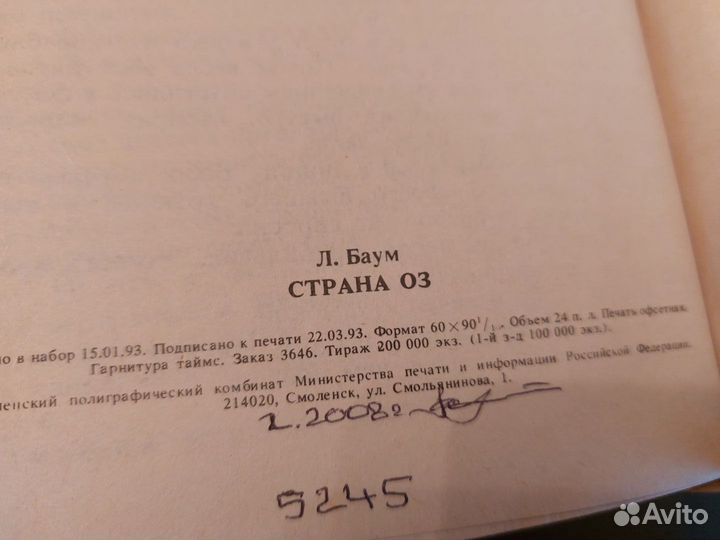 Л. Баум
СТРАНА ОЗ
но в набор 15.01.93. Подписано к печати 22.03.93. Формат 60×90¹/₁. Объем 24 п. л. Печать офсетная.
Гарнитура таймс. Заказ 3646. Тираж 200 000 экз. (1-й з-д 100 000 экз.).
ленский полиграфический комбинат Министерства печати и информации Российской Федерации.
214020, Смоленск, ул. Смольянинова, 1.
2008г
5245
Avito